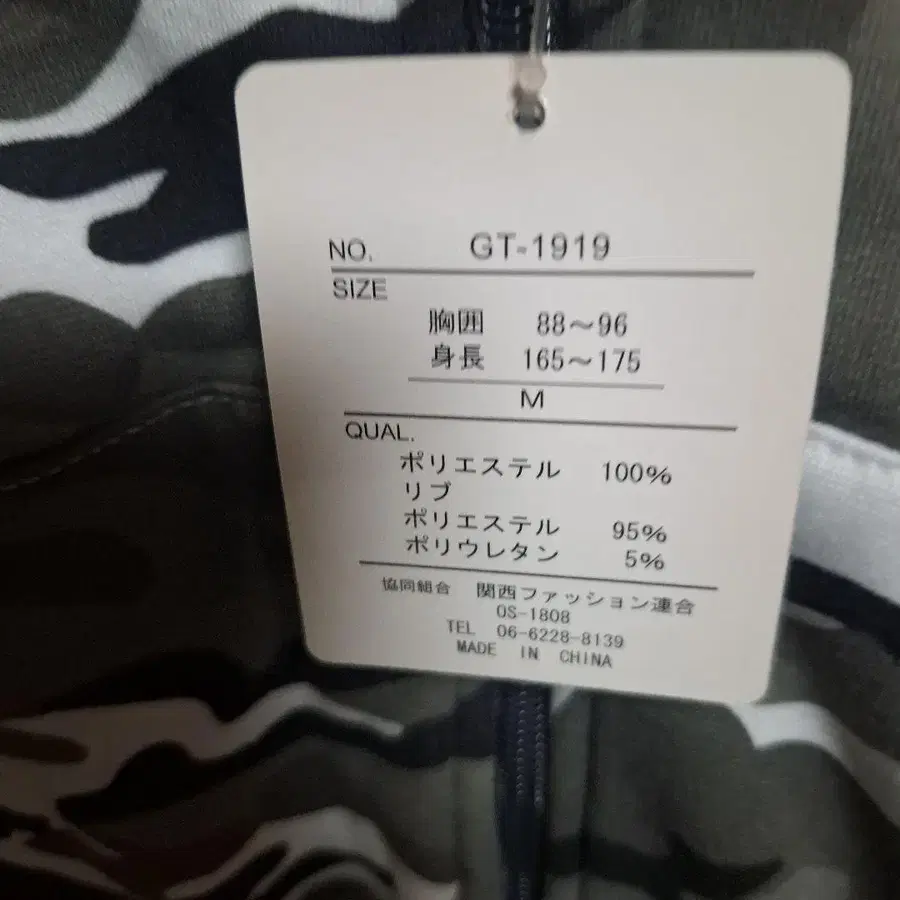 NO. GT-1919
SIZE
胸囲 88～96
身長 165～175
M
QUAL.
ポリエステル 100%
リブ
ポリエステル 95%
ポリウレタン 5%
協同組合 関西ファッション連合
OS-1808
TEL 06-6228-8139
MADE IN CHINA